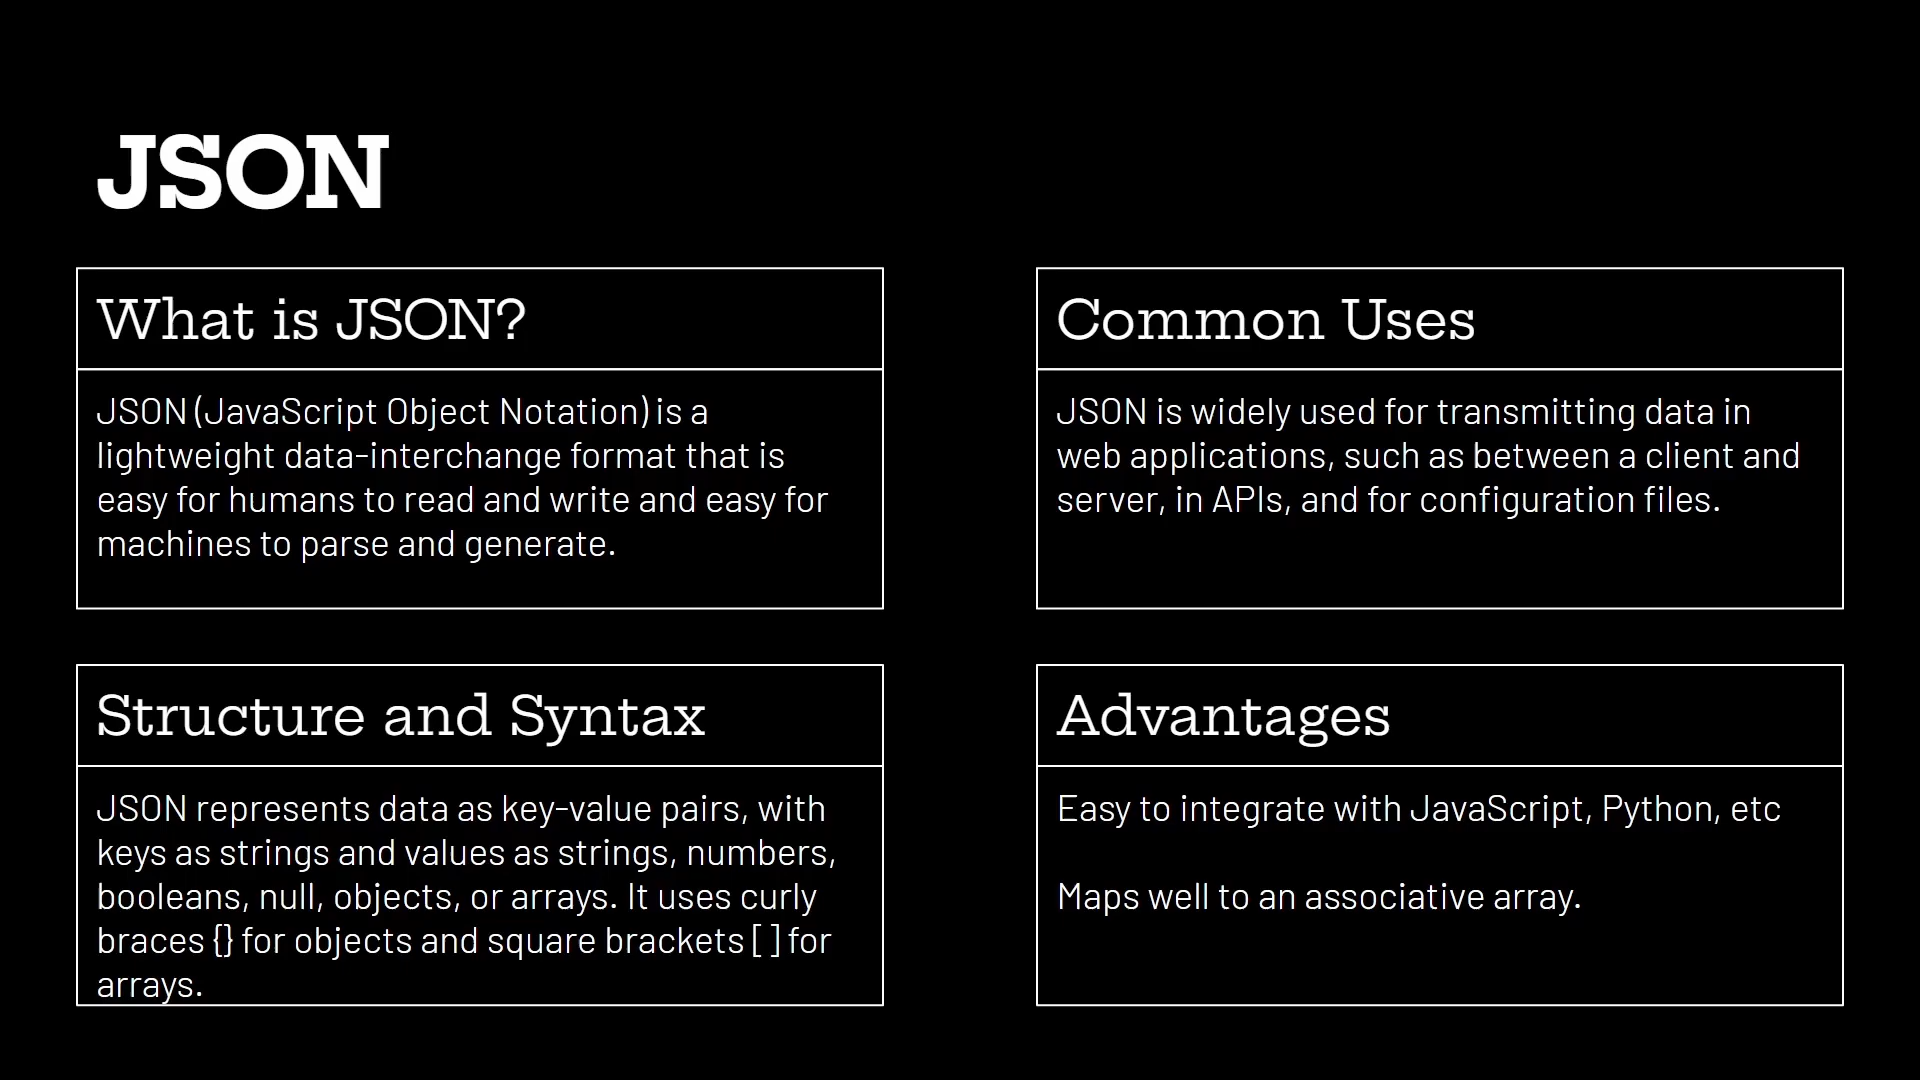 JSON
What is JSON?
JSON (JavaScript Object Notation) is a
lightweight data-interchange format that is
easy for humans to read and write and easy for
machines to parse and generate.
Common Uses
JSON is widely used for transmitting data in
web applications, such as between a client and
server, in APIs, and for configuration files.
Structure and Syntax
JSON represents data as key-value pairs, with
keys as strings and values as strings, numbers,
booleans, null, objects, or arrays. It uses curly
braces {} for objects and square brackets [ ] for
arrays.
Advantages
Easy to integrate with JavaScript, Python, etc
Maps well to an associative array.